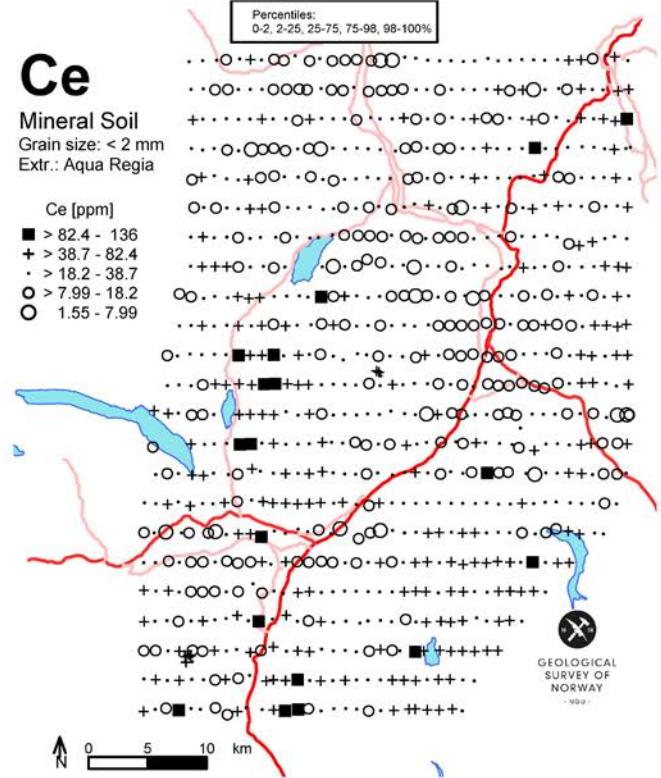 Percentiles:
0-2, 2-25, 25-75, 75-98, 98-100%
Ce
Mineral Soil
Grain size: < 2 mm
Extr.: Aqua Regia
Ce [ppm]
> 82.4 - 136
> 38.7 - 82.4
> 18.2 - 38.7
> 7.99 - 18.2
1.55 - 7.99
GEOLOGICAL
SURVEY OF
NORWAY
- NGU -
N
0 5 10 km